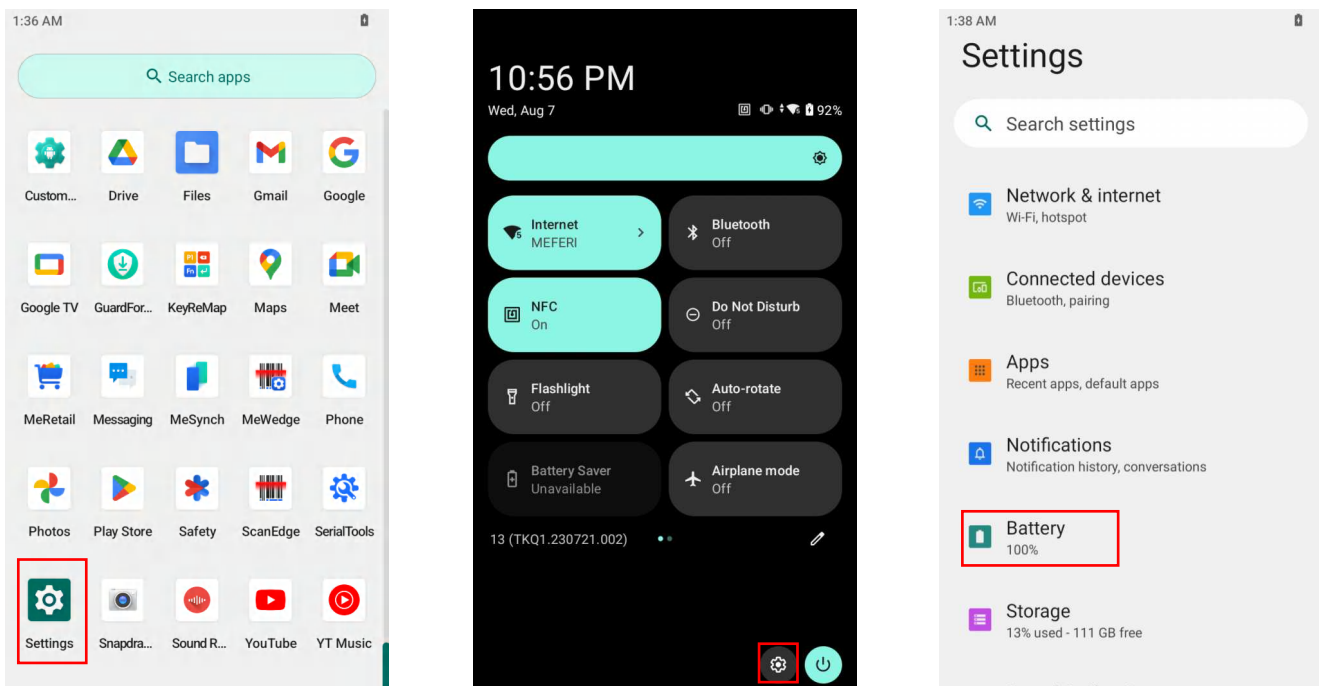 1:36 AM
Search apps
Custom... Drive Files Gmail Google
Google TV GuardFor... KeyReMap Maps Meet
MeRetail Messaging MeSynch MeWedge Phone
Photos Play Store Safety ScanEdge SerialTools
Settings Snapdra... Sound R... YouTube YT Music
10:56 PM
Wed, Aug 7
92%
Internet
MEFERI
Bluetooth
Off
NFC
On
Do Not Disturb
Off
Flashlight
Off
Auto-rotate
Off
Battery Saver
Unavailable
Airplane mode
Off
13 (TKQ1.230721.002)
1:38 AM
Settings
Search settings
Network & internet
Wi-Fi, hotspot
Connected devices
Bluetooth, pairing
Apps
Recent apps, default apps
Notifications
Notification history, conversations
Battery
100%
Storage
13% used - 111 GB free